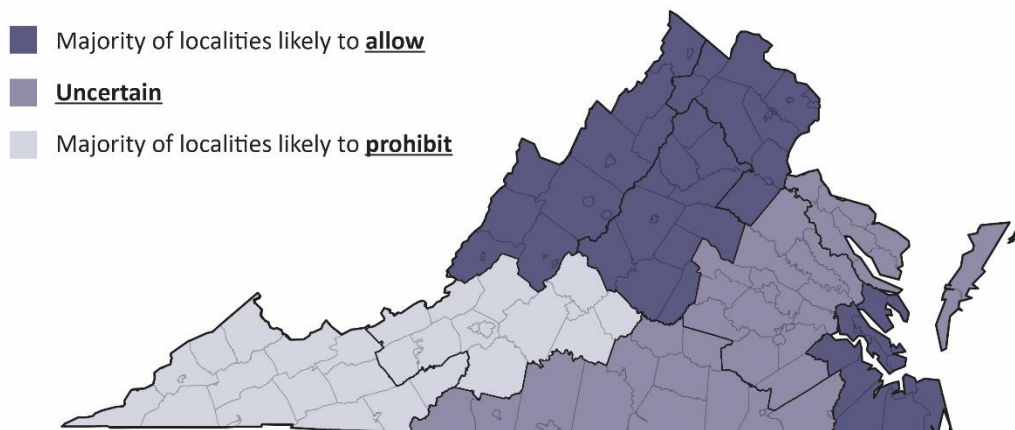 Majority of localities likely to allow
Uncertain
Majority of localities likely to prohibit